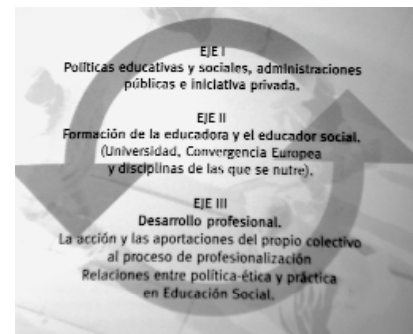 EJE I
Políticas educativas y sociales, administraciones
públicas e iniciativa privada.
EJE II
Formación de la educadora y el educador social.
(Universidad, Convergencia Europea
y disciplinas de las que se nutre).
EJE III
Desarrollo profesional.
La acción y las aportaciones del propio colectivo
al proceso de profesionalización
Relaciones entre política-ética y práctica
en Educación Social.